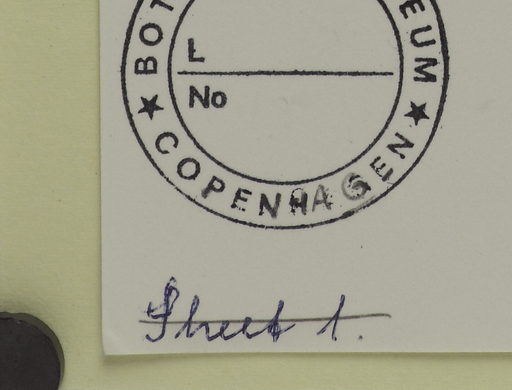 BOT
EUM
L
No
★ COPENHAGEN ★
Sheet 1.